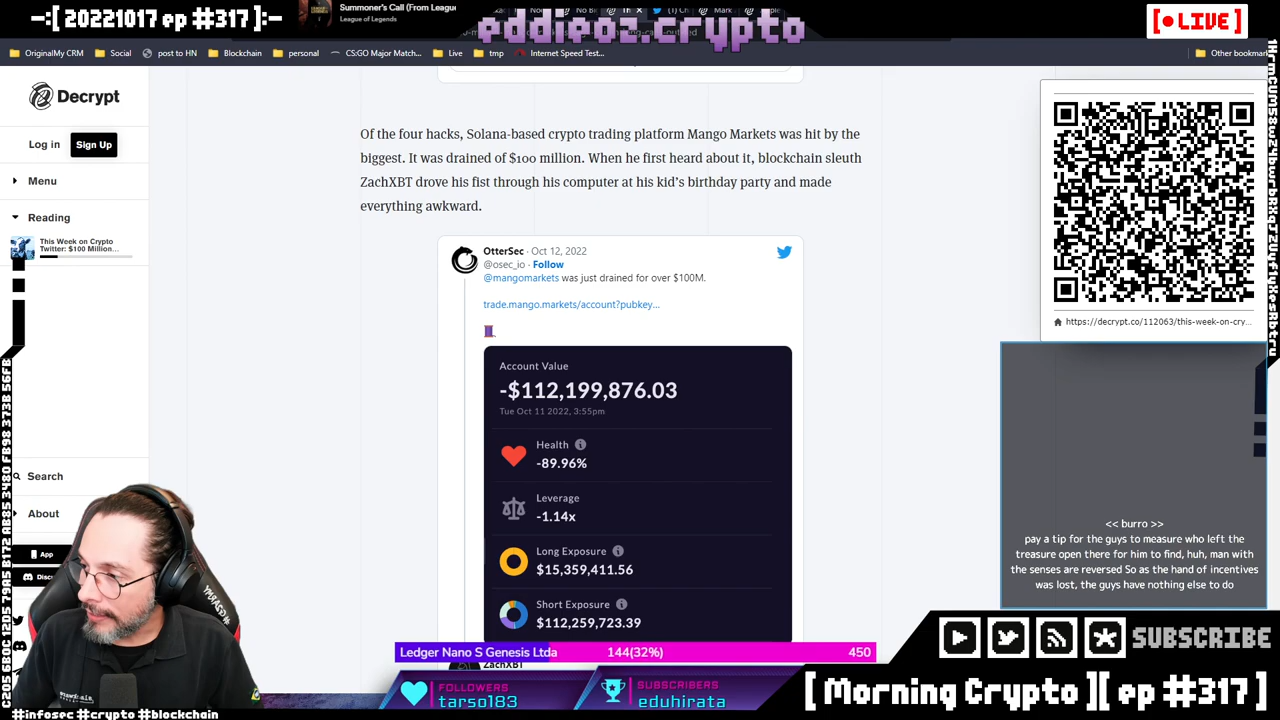 –:[ 20221017 ep #317]:–
Summoner's Call (From League
League of Legends
eddieoz.crypto
[ ● LIVE ]
OriginalMy CRM
Social
post to HN
Blockchain
personal
CS:GO Major Match...
Live
tmp
Internet Speed Test...
Other bookmar
Decrypt
Log in
Sign Up
Menu
Reading
This Week on Crypto
Twitter: $100 Million...
Search
About
App
Disc
Of the four hacks, Solana-based crypto trading platform Mango Markets was hit by the
biggest. It was drained of $100 million. When he first heard about it, blockchain sleuth
ZachXBT drove his fist through his computer at his kid's birthday party and made
everything awkward.
OtterSec · Oct 12, 2022
@osec_io · Follow
@mangomarkets was just drained for over $100M.
trade.mango.markets/account?pubkey...
Account Value
-$112,199,876.03
Tue Oct 11 2022, 3:55pm
Health
-89.96%
Leverage
-1.14x
Long Exposure
$15,359,411.56
Short Exposure
$112,259,723.39
ZachXBT
https://decrypt.co/112063/this-week-on-cry...
<< burro >>
pay a tip for the guys to measure who left the
treasure open there for him to find, huh, man with
the senses are reversed So as the hand of incentives
was lost, the guys have nothing else to do
Ledger Nano S Genesis Ltda
144(32%)
450
FOLLOWERS
tarso183
SUBSCRIBERS
eduhirata
SUBSCRIBE
[ Morning Crypto ][ ep #317 ]
#infosec #crypto #blockchain